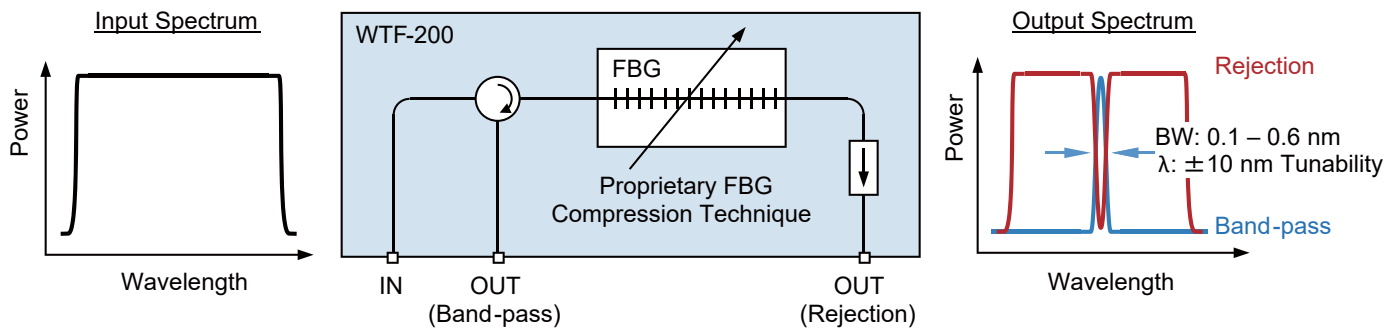 Input Spectrum
Power
Wavelength
WTF-200
FBG
Proprietary FBG
Compression Technique
IN
OUT
(Band-pass)
OUT
(Rejection)
Output Spectrum
Power
Rejection
BW: 0.1 – 0.6 nm
λ: ±10 nm Tunability
Band-pass
Wavelength